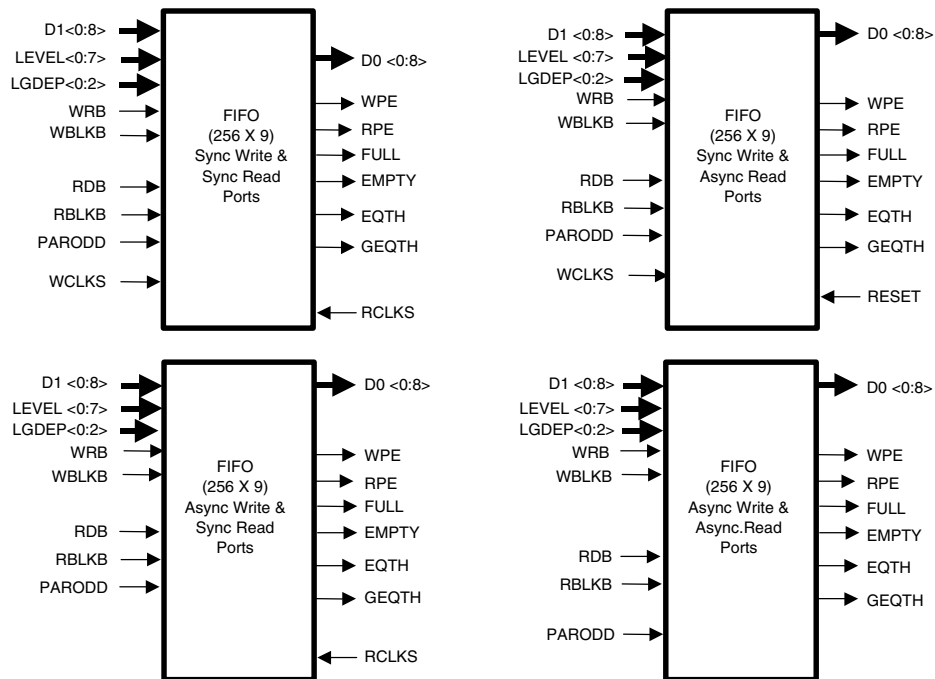 D1<0:8>
LEVEL<0:7>
LGDEP<0:2>
WRB
WBLKB
RDB
RBLKB
PARODD
WCLKS
FIFO
(256 X 9)
Sync Write &
Sync Read
Ports
D0 <0:8>
WPE
RPE
FULL
EMPTY
EQTH
GEQTH
RCLKS
D1 <0:8>
LEVEL <0:7>
LGDEP<0:2>
WRB
WBLKB
RDB
RBLKB
PARODD
WCLKS
FIFO
(256 X 9)
Sync Write &
Async Read
Ports
D0 <0:8>
WPE
RPE
FULL
EMPTY
EQTH
GEQTH
RESET
D1 <0:8>
LEVEL <0:7>
LGDEP<0:2>
WRB
WBLKB
RDB
RBLKB
PARODD
FIFO
(256 X 9)
Async Write &
Sync Read
Ports
D0 <0:8>
WPE
RPE
FULL
EMPTY
EQTH
GEQTH
RCLKS
D1 <0:8>
LEVEL <0:7>
LGDEP<0:2>
WRB
WBLKB
RDB
RBLKB
PARODD
FIFO
(256 X 9)
Async Write &
Async.Read
Ports
D0 <0:8>
WPE
RPE
FULL
EMPTY
EQTH
GEQTH